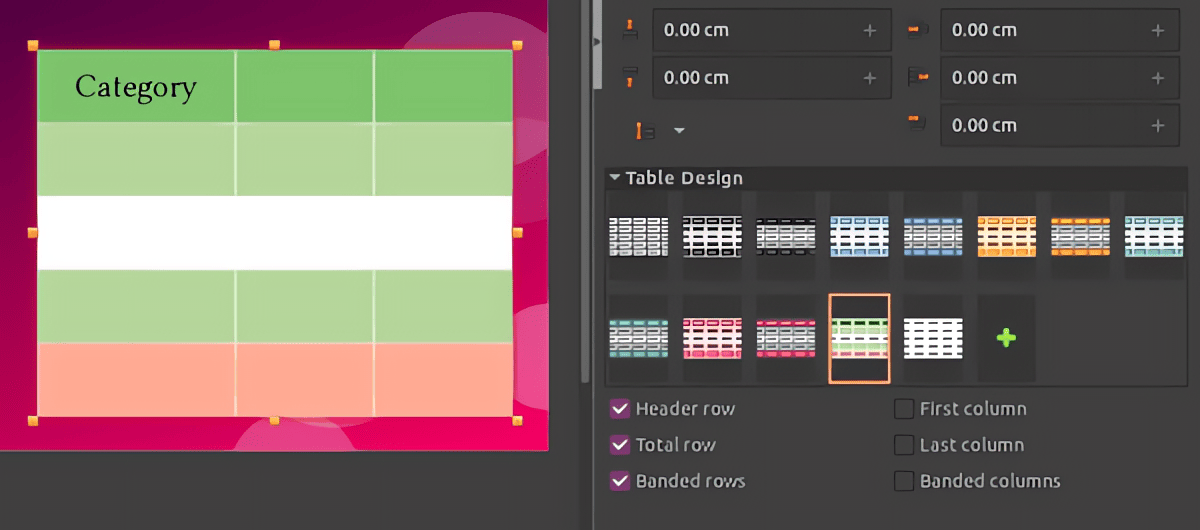 Category
0.00 cm +
0.00 cm +
0.00 cm +
0.00 cm +
0.00 cm +
Table Design
Header row
First column
Total row
Last column
Banded rows
Banded columns